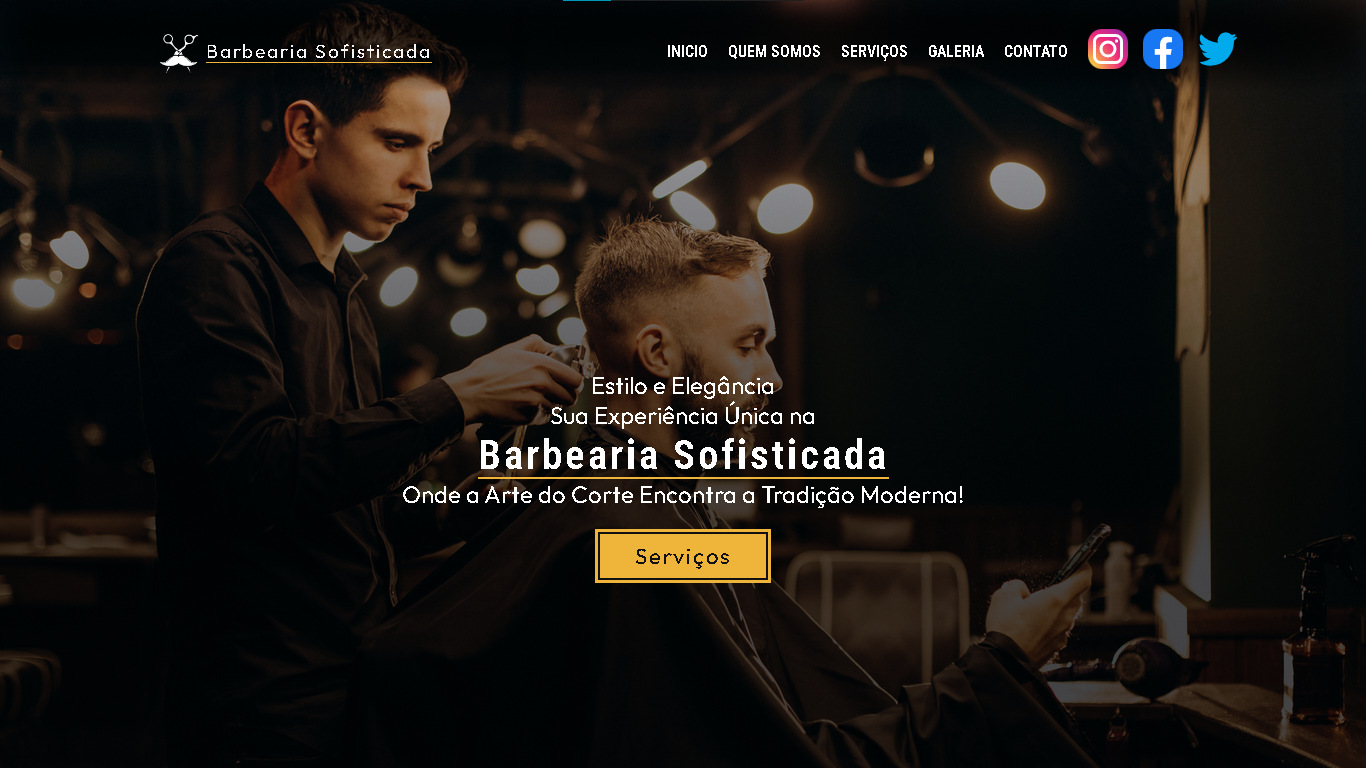 Barbearia Sofisticada
INICIO QUEM SOMOS SERVIÇOS GALERIA CONTATO
Estilo e Elegância
Sua Experiência Única na
Barbearia Sofisticada
Onde a Arte do Corte Encontra a Tradição Moderna!
Serviços